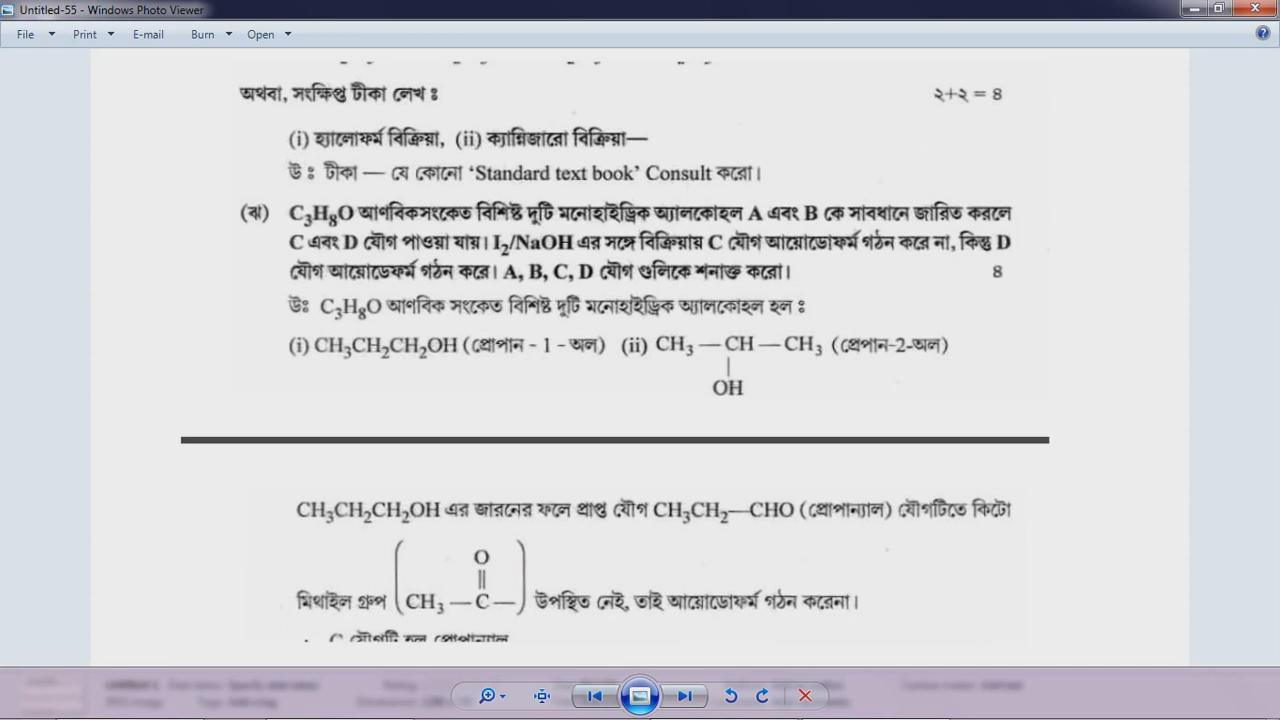 Untitled-55 - Windows Photo Viewer
File Print E-mail Burn Open
অথবা, সংক্ষিপ্ত টীকা লেখ ঃ ২+২ = ৪
(i) হ্যালোফর্ম বিক্রিয়া, (ii) ক্যান্নিজারো বিক্রিয়া—
উ ঃ টীকা — যে কোনো ‘Standard text book’ Consult করো।
(ঝ) C₃H₈O আণবিকসংকেত বিশিষ্ট দুটি মনোহাইড্রিক অ্যালকোহল A এবং B কে সাবধানে জারিত করলে
C এবং D যৌগ পাওয়া যায়। I₂/NaOH এর সঙ্গে বিক্রিয়ায় C যৌগ আয়োডোফর্ম গঠন করে না, কিন্তু D
যৌগ আয়োডেফর্ম গঠন করে। A, B, C, D যৌগ গুলিকে শনাক্ত করো। ৪
উঃ C₃H₈O আণবিক সংকেত বিশিষ্ট দুটি মনোহাইড্রিক অ্যালকোহল হল ঃ
(i) CH₃CH₂CH₂OH (প্রোপান - 1 - অল) (ii) CH₃ — CH — CH₃ (প্রেপান-2-অল)
|
OH
CH₃CH₂CH₂OH এর জারনের ফলে প্রাপ্ত যৌগ CH₃CH₂—CHO (প্রোপান্যাল) যৌগটিতে কিটো
O
||
মিথাইল গ্রুপ (CH₃ — C —) উপস্থিত নেই, তাই আয়োডোফর্ম গঠন করেনা।
∴ C যৌগটি হল প্রোপান্যাল